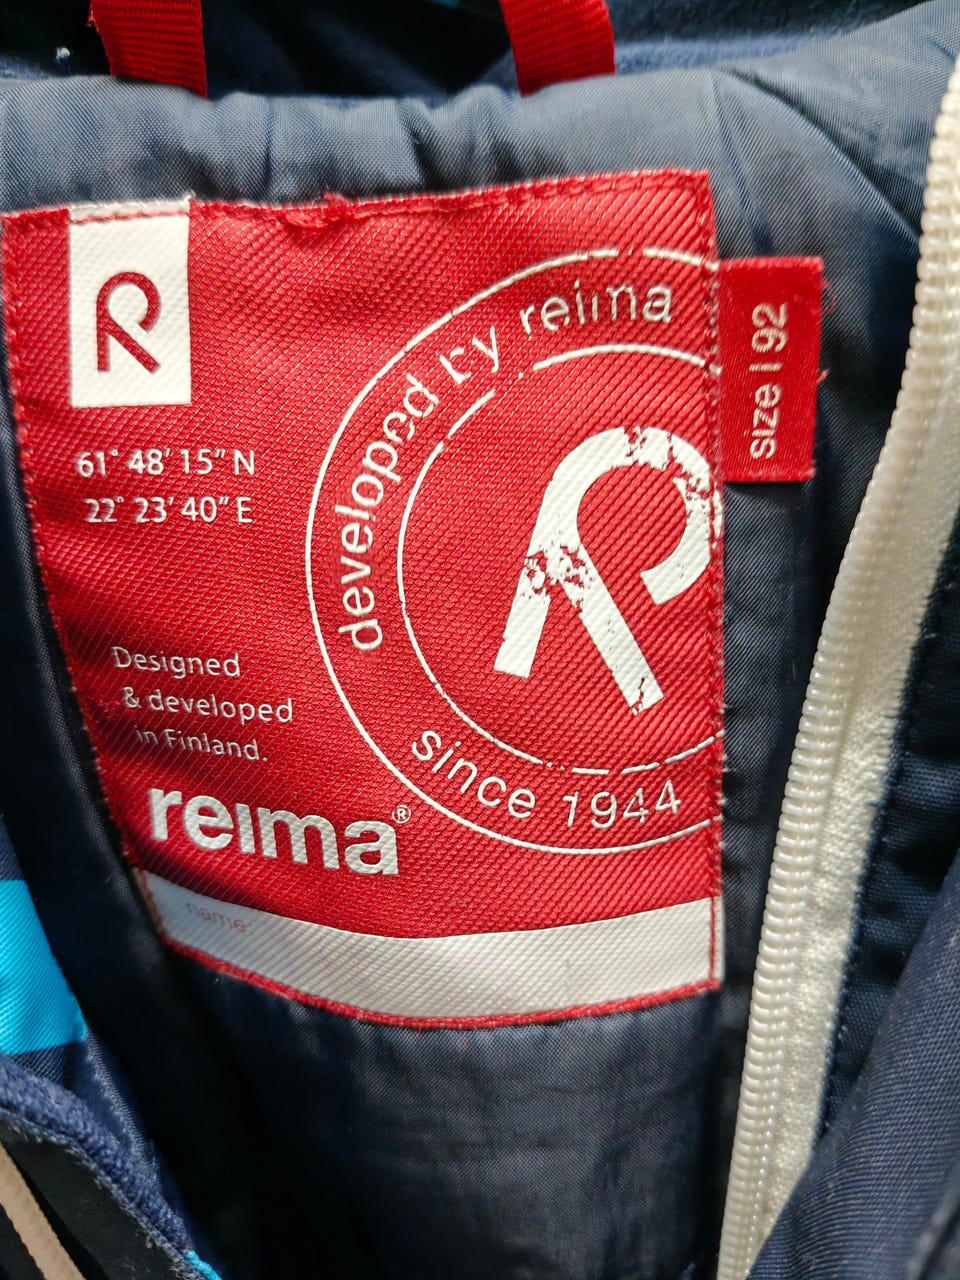 R
61° 48' 15" N
22° 23' 40" E
developed by reima
R
since 1944
Size | 92
Designed
& developed
in Finland.
reima®
name: